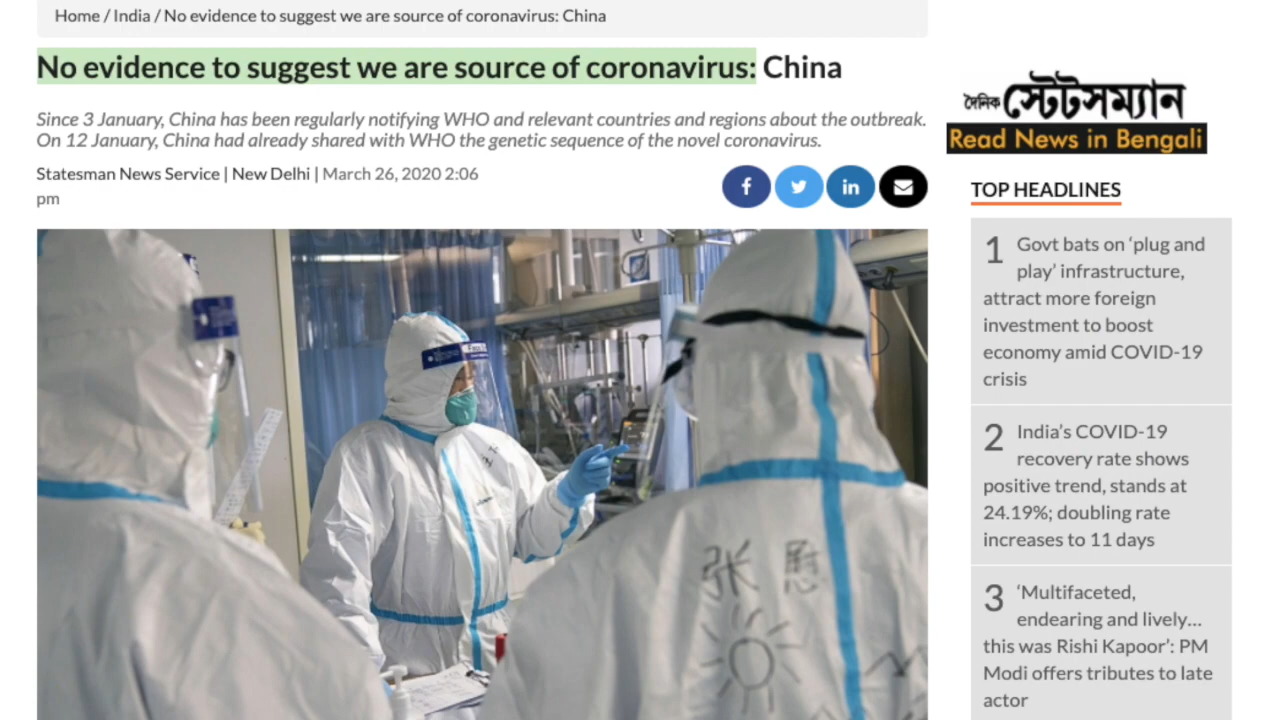 Home / India / No evidence to suggest we are source of coronavirus: China
No evidence to suggest we are source of coronavirus: China
Since 3 January, China has been regularly notifying WHO and relevant countries and regions about the outbreak.
On 12 January, China had already shared with WHO the genetic sequence of the novel coronavirus.
Statesman News Service | New Delhi | March 26, 2020 2:06
pm
张 慰
দৈনিক স্টেটসম্যান
Read News in Bengali
TOP HEADLINES
1 Govt bats on ‘plug and
play’ infrastructure,
attract more foreign
investment to boost
economy amid COVID-19
crisis
2 India’s COVID-19
recovery rate shows
positive trend, stands at
24.19%; doubling rate
increases to 11 days
3 ‘Multifaceted,
endearing and lively...
this was Rishi Kapoor’: PM
Modi offers tributes to late
actor